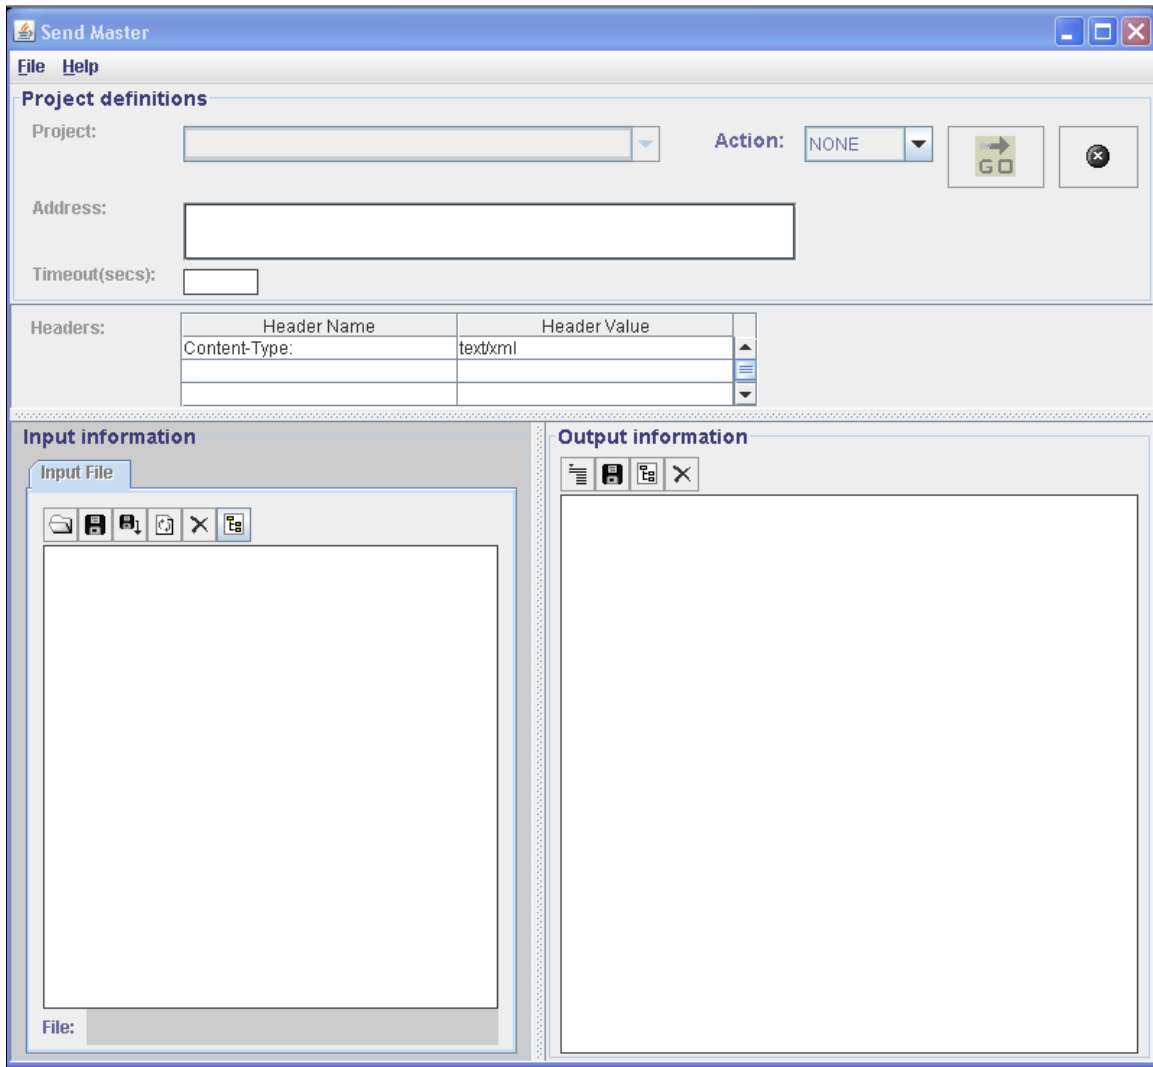 Send Master
File Help
Project definitions
Project:
Action: NONE
GO
Address:
Timeout(secs):
Headers:
Header Name Header Value
Content-Type: text/xml
Input information
Input File
File:
Output information